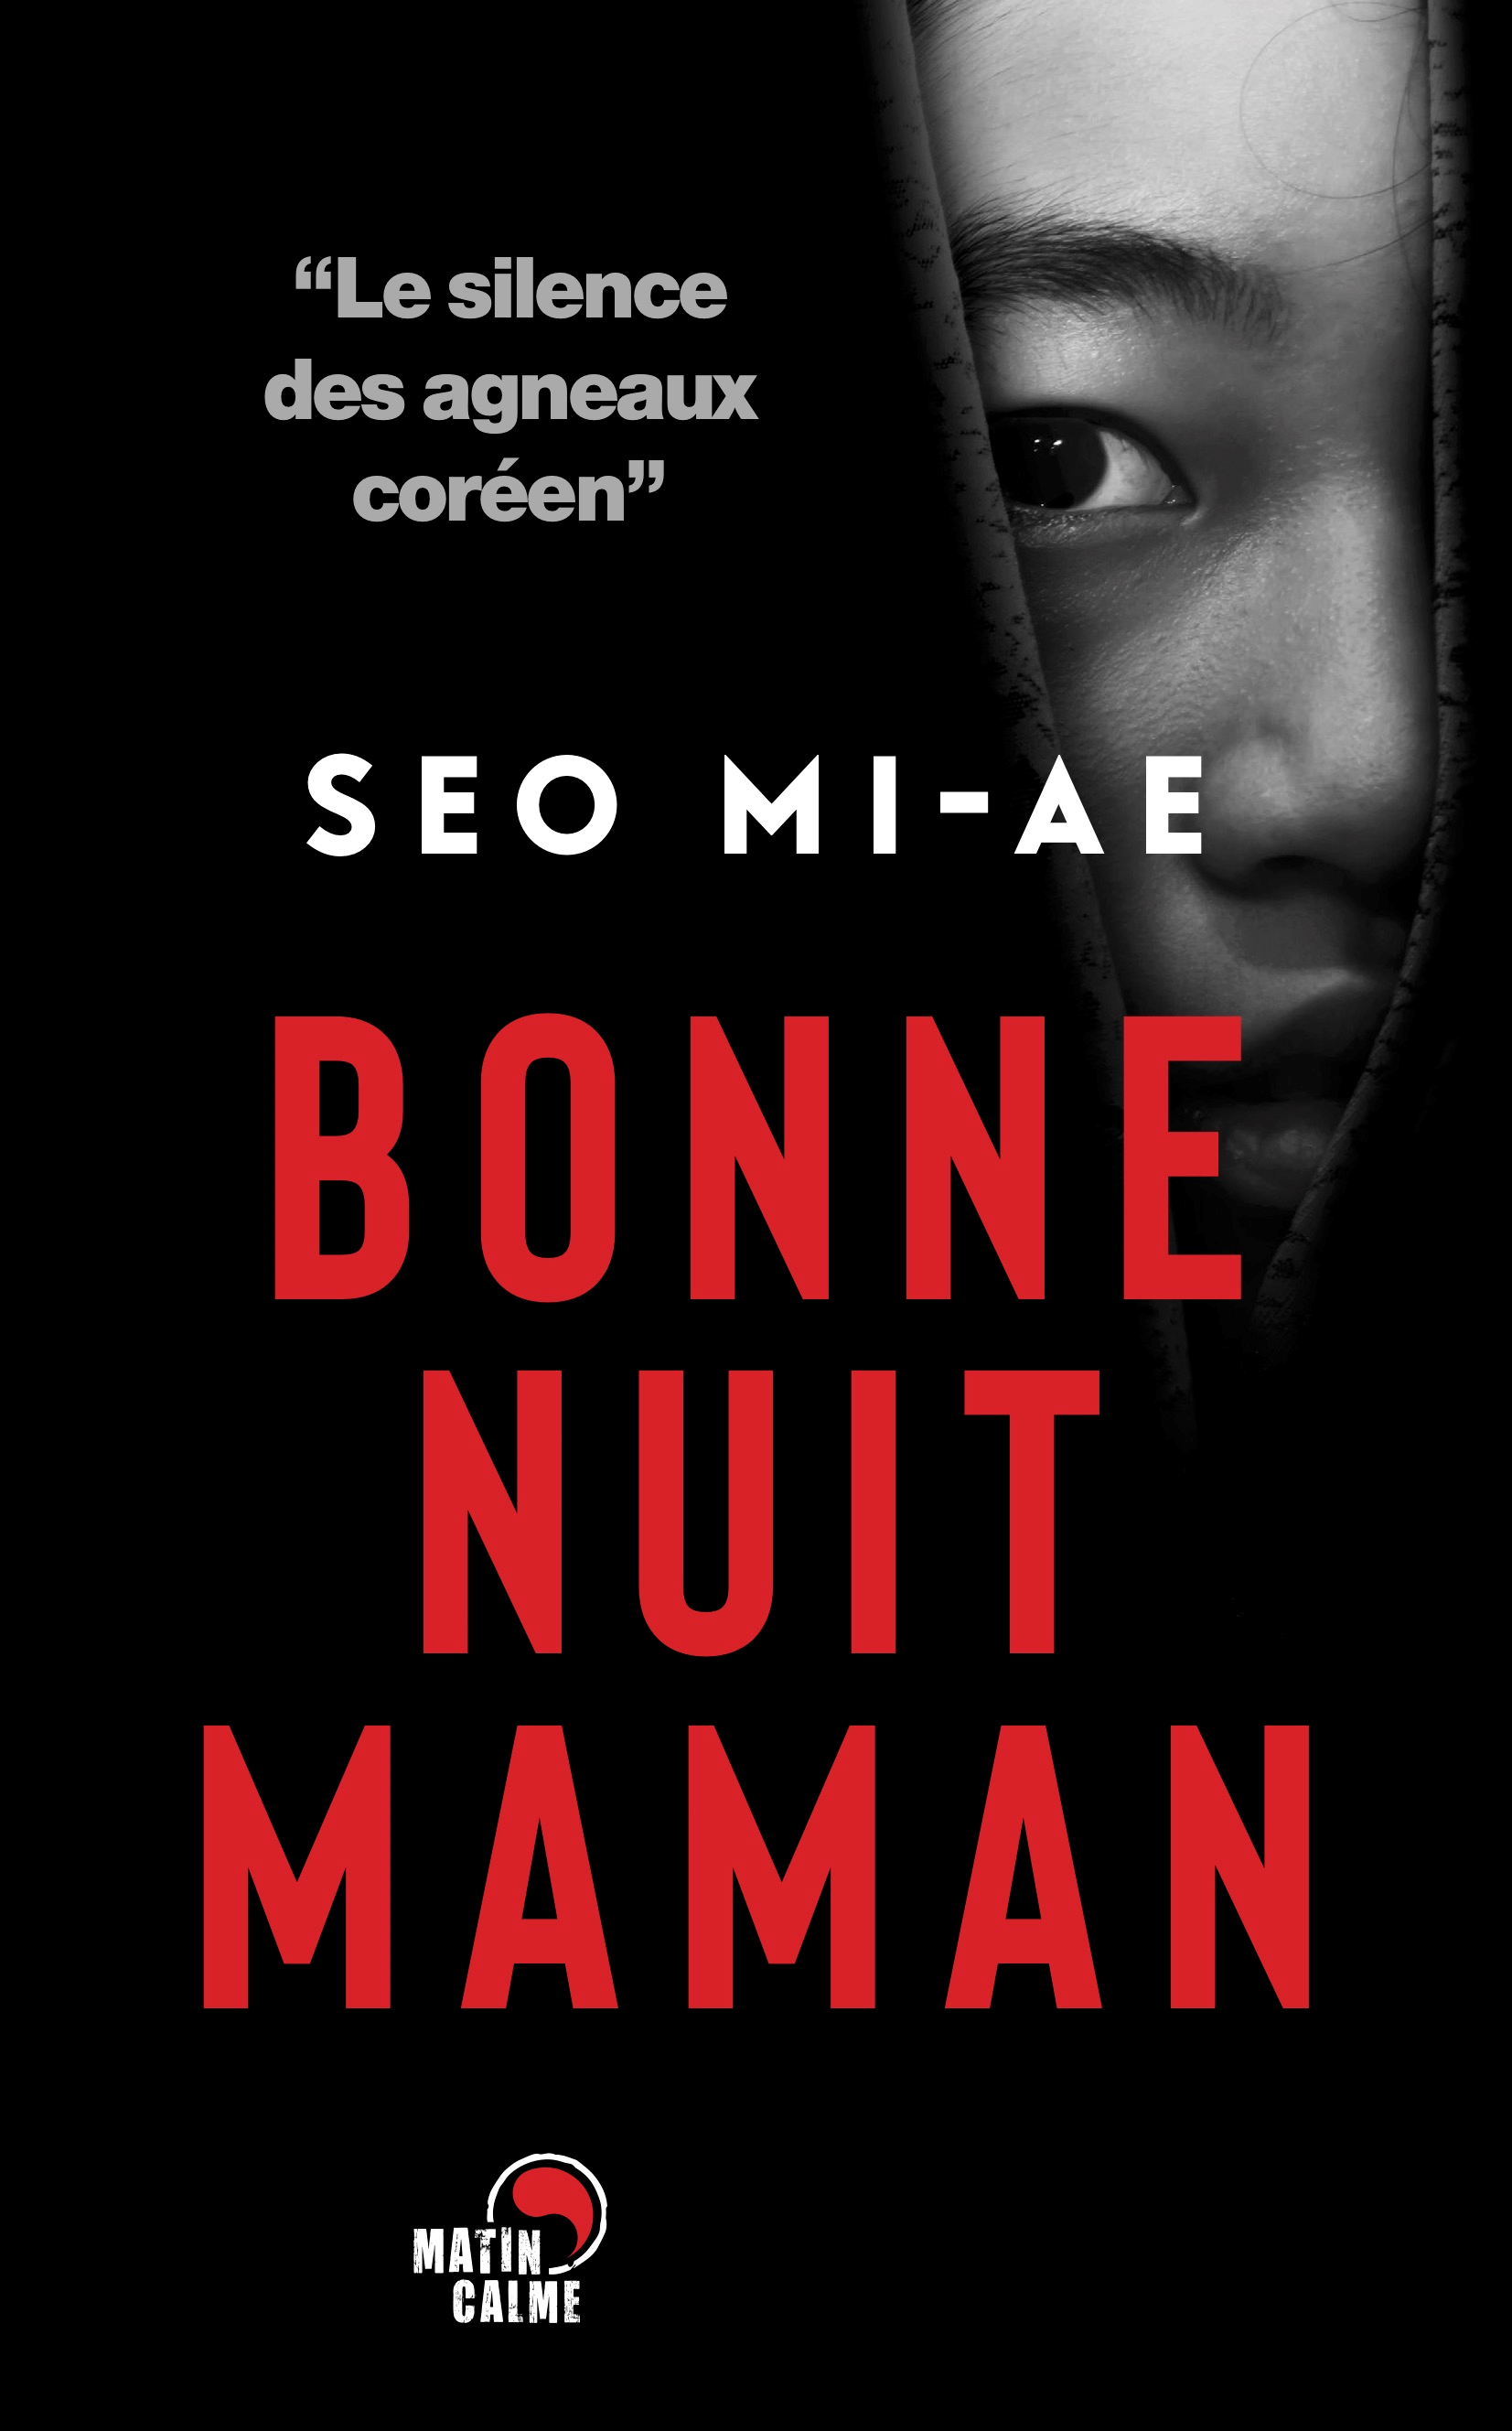 “Le silence
des agneaux
coréen”
SEO MI-AE
BONNE
NUIT
MAMAN
MATIN
CALME